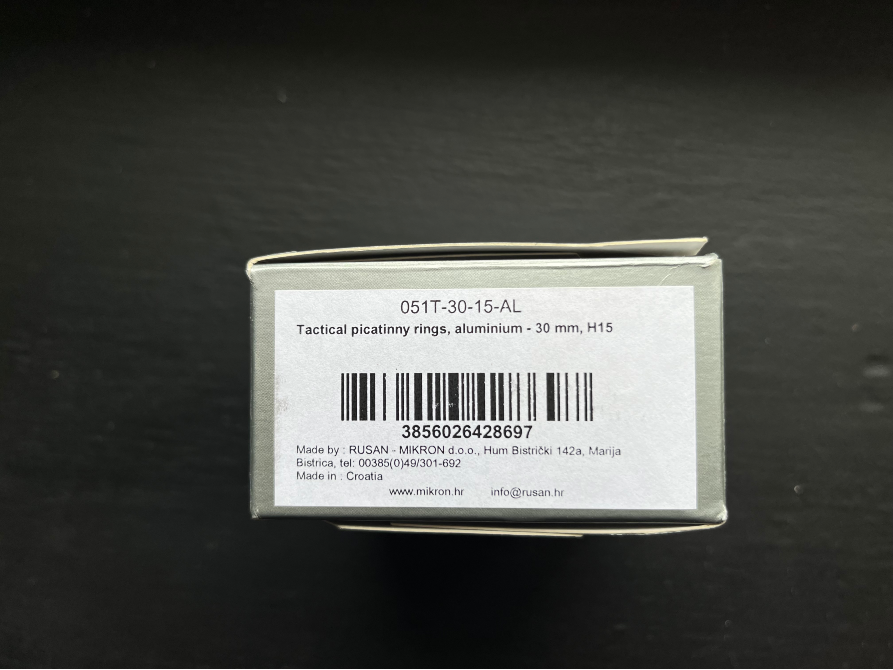 051T-30-15-AL
Tactical picatinny rings, aluminium - 30 mm, H15
3856026428697
Made by : RUSAN - MIKRON d.o.o., Hum Bistrički 142a, Marija
Bistrica, tel: 00385(0)49/301-692
Made in : Croatia
www.mikron.hr info@rusan.hr